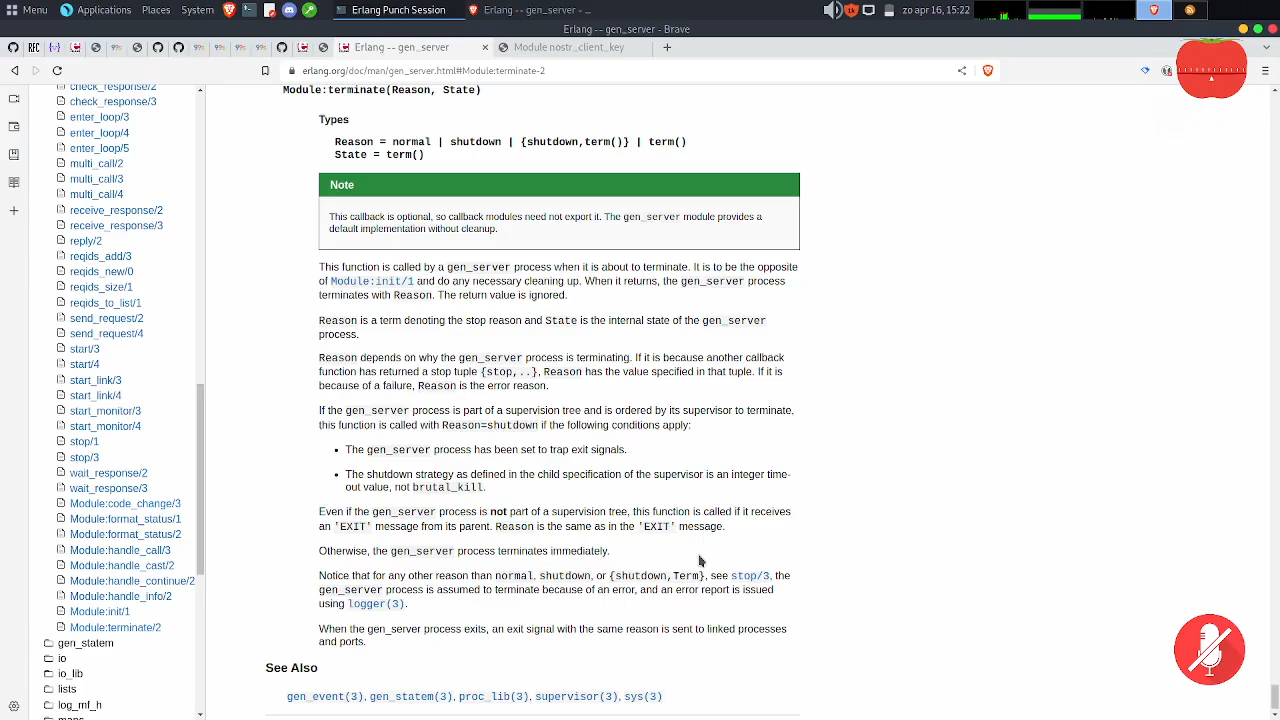 Menu
Applications
Places
System
Erlang Punch Session
Erlang -- gen_server - ...
zo apr 16, 15:22
Erlang -- gen_server - Brave
Erlang -- gen_server
Module nostr_client_key
erlang.org/doc/man/gen_server.html#Module:terminate-2
check_response/2
check_response/3
enter_loop/3
enter_loop/4
enter_loop/5
multi_call/2
multi_call/3
multi_call/4
receive_response/2
receive_response/3
reply/2
reqids_add/3
reqids_new/0
reqids_size/1
reqids_to_list/1
send_request/2
send_request/4
start/3
start/4
start_link/3
start_link/4
start_monitor/3
start_monitor/4
stop/1
stop/3
wait_response/2
wait_response/3
Module:code_change/3
Module:format_status/1
Module:format_status/2
Module:handle_call/3
Module:handle_cast/2
Module:handle_continue/2
Module:handle_info/2
Module:init/1
Module:terminate/2
gen_statem
io
io_lib
lists
log_mf_h
maps
Module:terminate(Reason, State)
Types
Reason = normal | shutdown | {shutdown,term()} | term()
State = term()
Note
This callback is optional, so callback modules need not export it. The gen_server module provides a
default implementation without cleanup.
This function is called by a gen_server process when it is about to terminate. It is to be the opposite
of Module:init/1 and do any necessary cleaning up. When it returns, the gen_server process
terminates with Reason. The return value is ignored.
Reason is a term denoting the stop reason and State is the internal state of the gen_server
process.
Reason depends on why the gen_server process is terminating. If it is because another callback
function has returned a stop tuple {stop,..}, Reason has the value specified in that tuple. If it is
because of a failure, Reason is the error reason.
If the gen_server process is part of a supervision tree and is ordered by its supervisor to terminate,
this function is called with Reason=shutdown if the following conditions apply:
• The gen_server process has been set to trap exit signals.
• The shutdown strategy as defined in the child specification of the supervisor is an integer time-
out value, not brutal_kill.
Even if the gen_server process is not part of a supervision tree, this function is called if it receives
an 'EXIT' message from its parent. Reason is the same as in the 'EXIT' message.
Otherwise, the gen_server process terminates immediately.
Notice that for any other reason than normal, shutdown, or {shutdown,Term}, see stop/3, the
gen_server process is assumed to terminate because of an error, and an error report is issued
using logger(3).
When the gen_server process exits, an exit signal with the same reason is sent to linked processes
and ports.
See Also
gen_event(3), gen_statem(3), proc_lib(3), supervisor(3), sys(3)